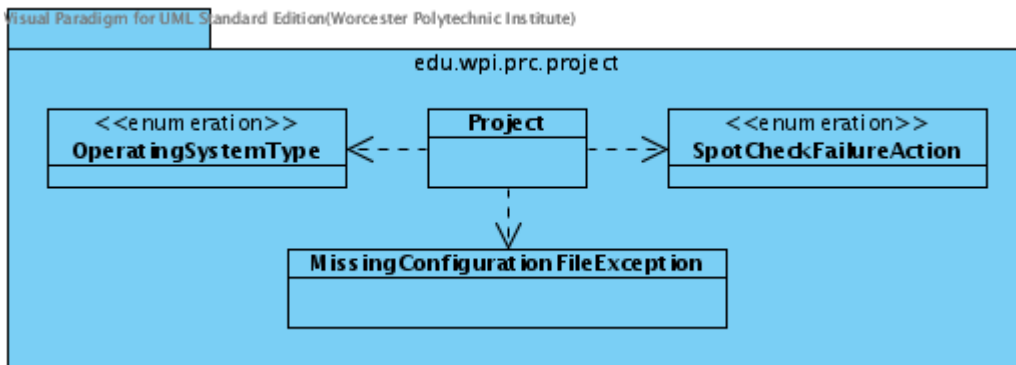 Visual Paradigm for UML Standard Edition(Worcester Polytechnic Institute)
edu.wpi.prc.project
<<enumeration>>
OperatingSystemType
Project
<<enumeration>>
SpotCheckFailureAction
MissingConfigurationFileException